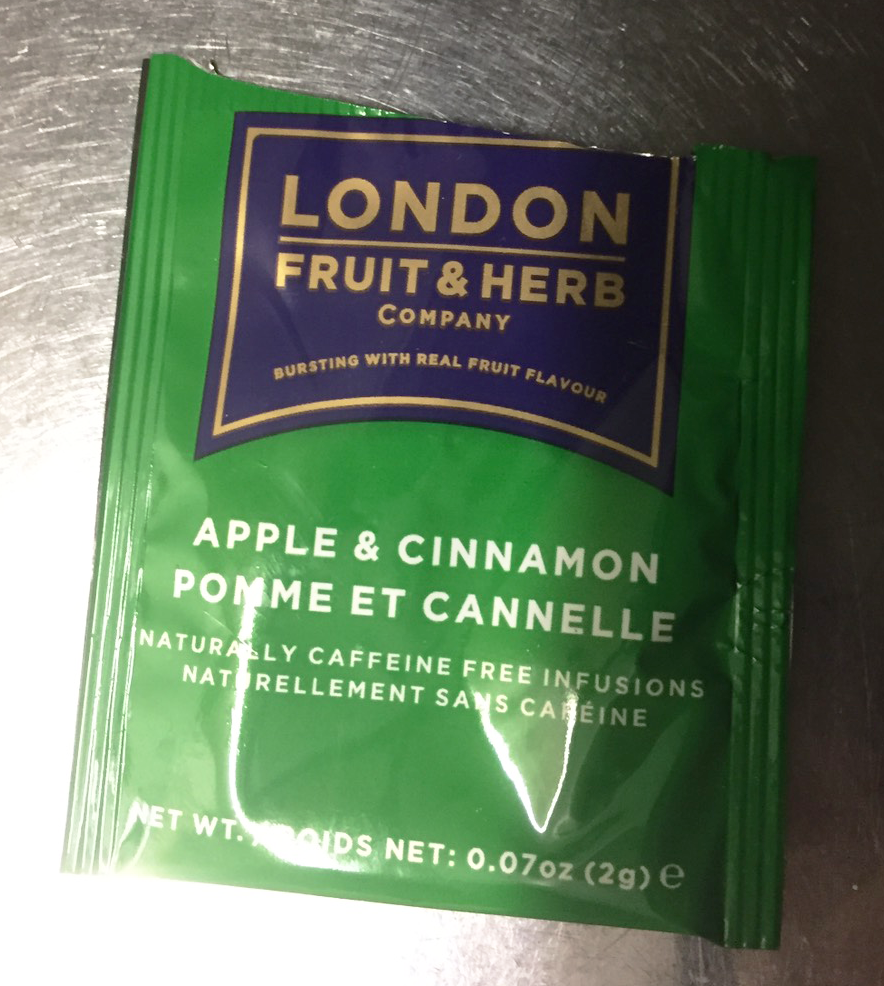 LONDON
FRUIT & HERB
COMPANY
BURSTING WITH REAL FRUIT FLAVOUR
APPLE & CINNAMON
POMME ET CANNELLE
NATURALLY CAFFEINE FREE INFUSIONS
NATURELLEMENT SANS CAFÉINE
NET WT. / POIDS NET: 0.07oz (2g) e